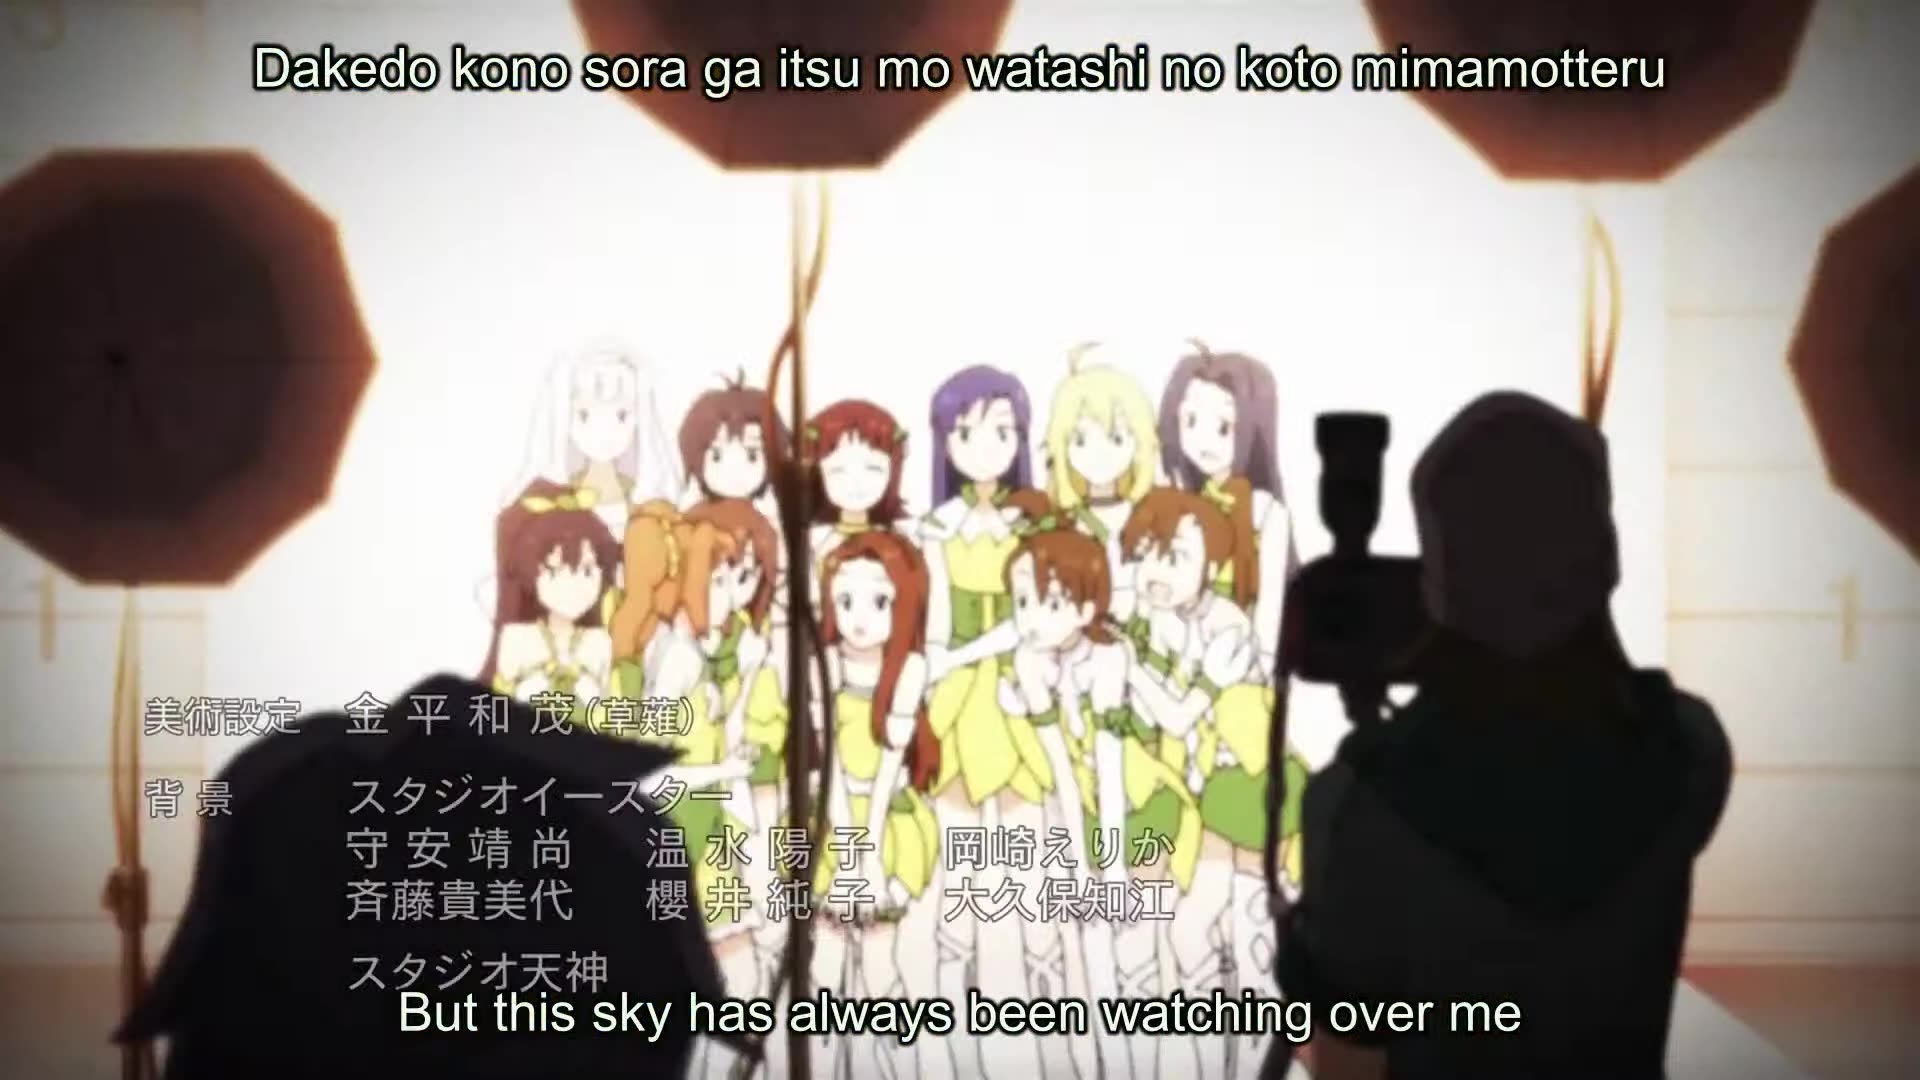 Dakedo kono sora ga itsu mo watashi no koto mimamotteru
美術設定 金平和茂(草薙)
背景 スタジオイースター
守安靖尚 温水陽子 岡崎えりか
斉藤貴美代 櫻井純子 大久保知江
スタジオ天神
But this sky has always been watching over me